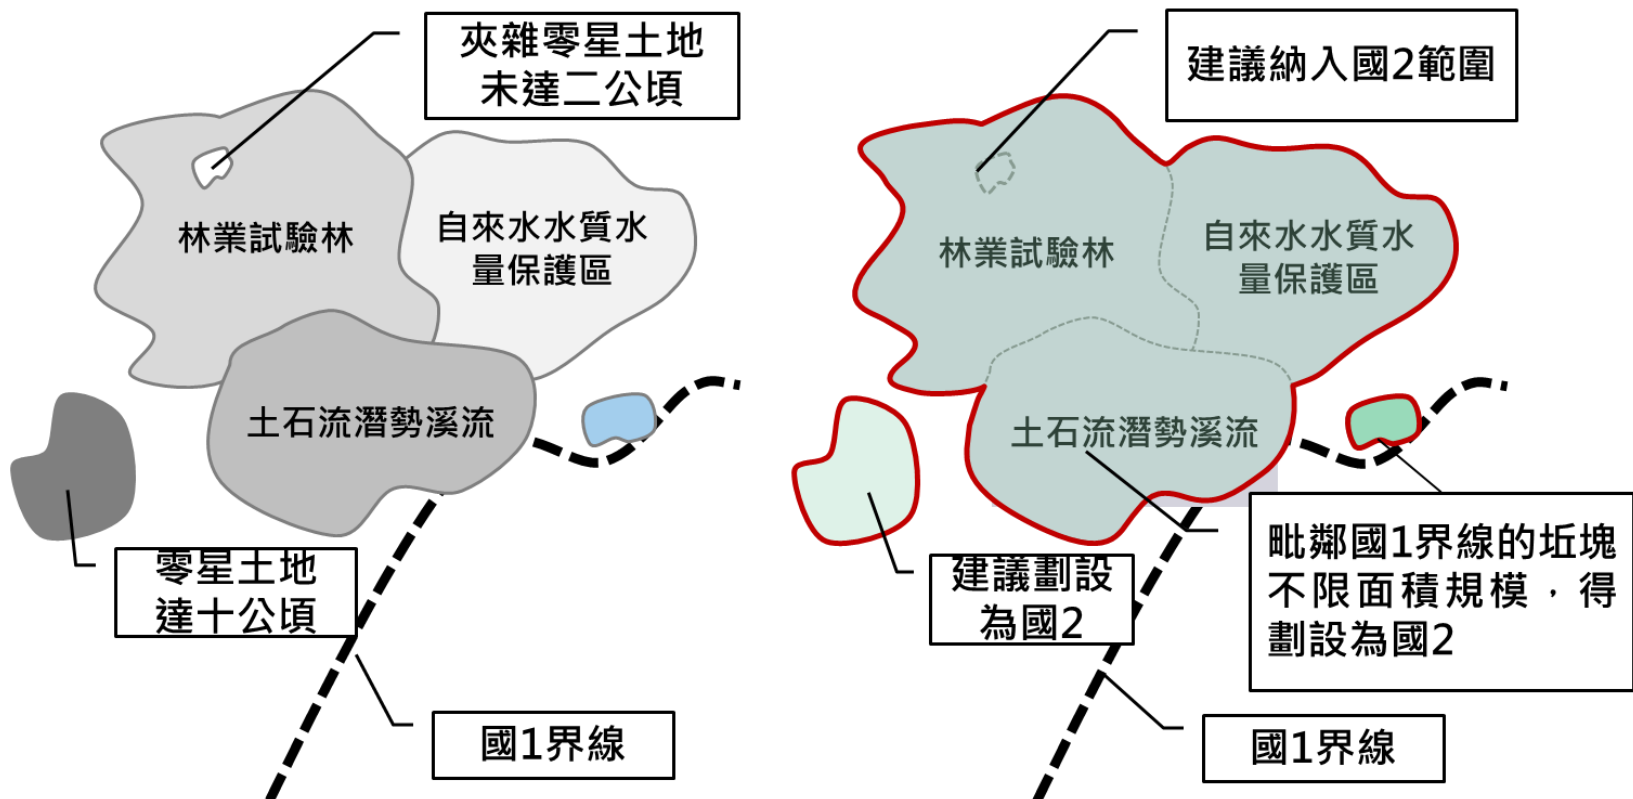 夾雜零星土地
未達二公頃
林業試驗林
自來水水質水
量保護區
土石流潛勢溪流
零星土地
達十公頃
國1界線
建議納入國2範圍
林業試驗林
自來水水質水
量保護區
土石流潛勢溪流
建議劃設
為國2
毗鄰國1界線的坵塊
不限面積規模，得
劃設為國2
國1界線